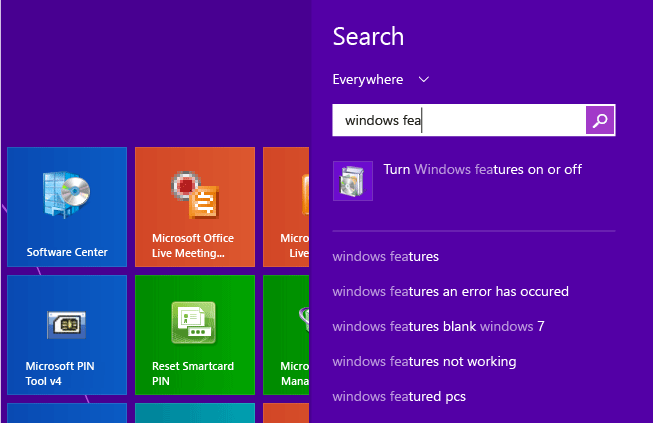 Search
Everywhere
windows fea
Turn Windows features on or off
windows features
windows features an error has occured
windows features blank windows 7
windows features not working
windows featured pcs
Software Center
Microsoft Office
Live Meeting...
Micros
Live
Microsoft PIN
Tool v4
Reset Smartcard
PIN
Micros
Mana